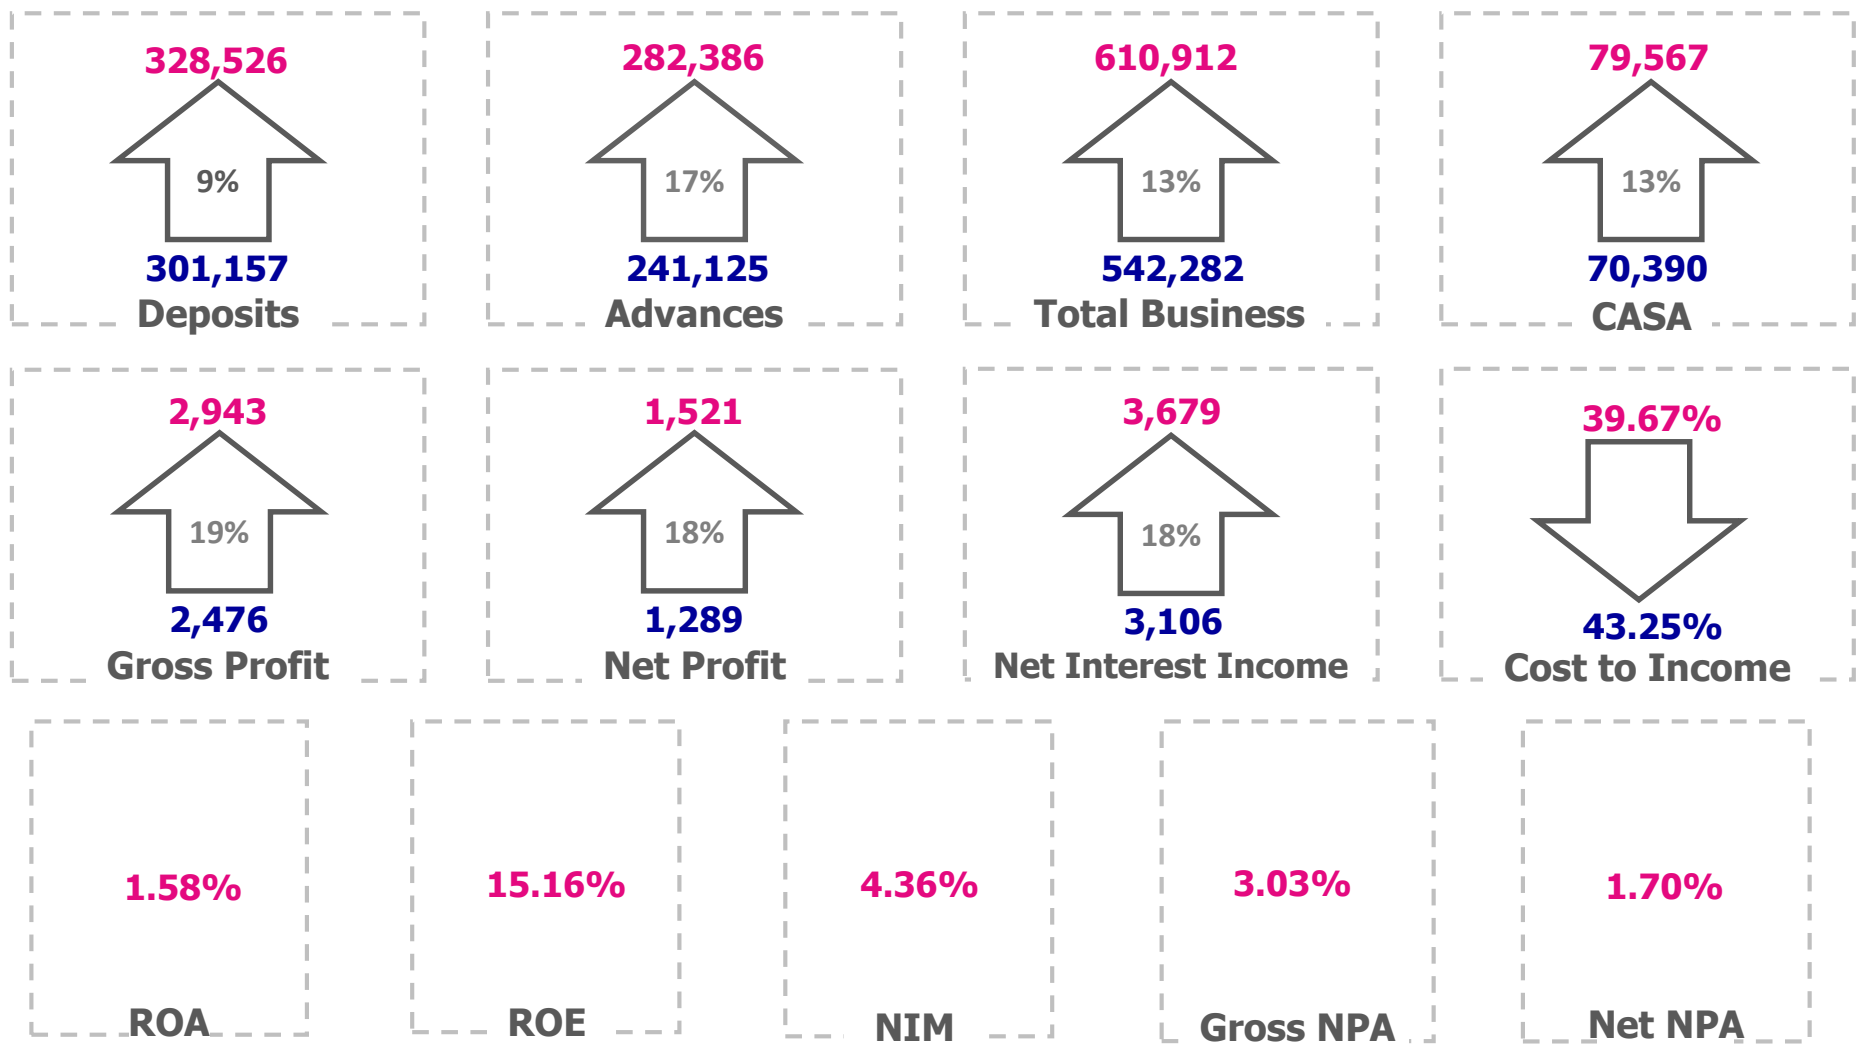 328,526
9%
301,157
Deposits
282,386
17%
241,125
Advances
610,912
13%
542,282
Total Business
79,567
13%
70,390
CASA
2,943
19%
2,476
Gross Profit
1,521
18%
1,289
Net Profit
3,679
18%
3,106
Net Interest Income
39.67%
43.25%
Cost to Income
1.58%
ROA
15.16%
ROE
4.36%
NIM
3.03%
Gross NPA
1.70%
Net NPA